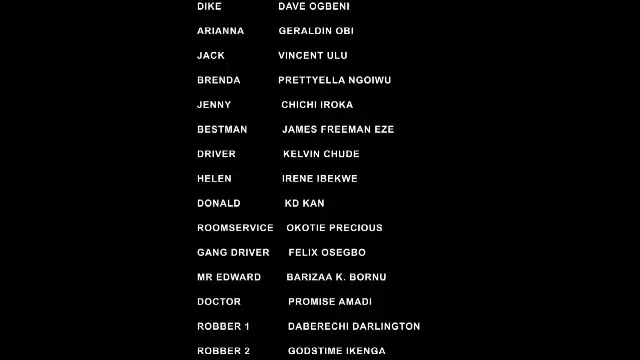 DIKE DAVE OGBENI
ARIANNA GERALDIN OBI
JACK VINCENT ULU
BRENDA PRETTYELLA NGOIWU
JENNY CHICHI IROKA
BESTMAN JAMES FREEMAN EZE
DRIVER KELVIN CHUDE
HELEN IRENE IBEKWE
DONALD KD KAN
ROOMSERVICE OKOTIE PRECIOUS
GANG DRIVER FELIX OSEGBO
MR EDWARD BARIZAA K. BORNU
DOCTOR PROMISE AMADI
ROBBER 1 DABERECHI DARLINGTON
ROBBER 2 GODSTIME IKENGA